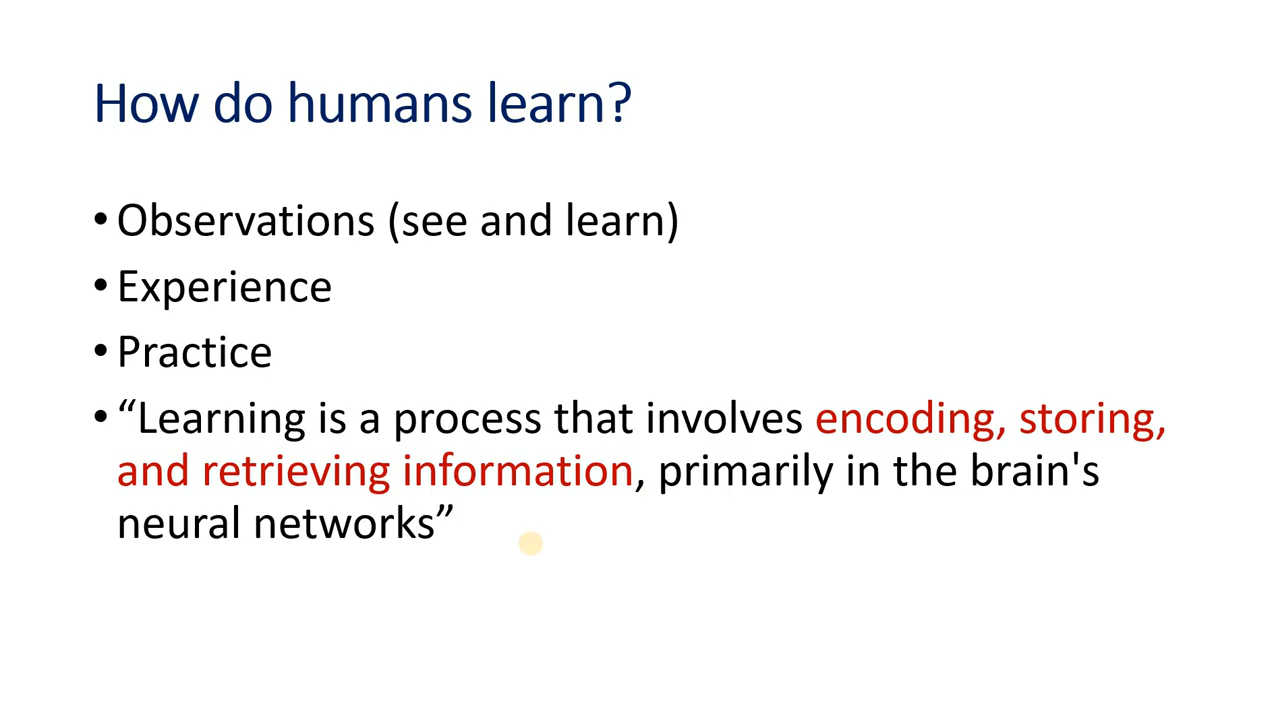 How do humans learn?
• Observations (see and learn)
• Experience
• Practice
• “Learning is a process that involves encoding, storing,
and retrieving information, primarily in the brain's
neural networks”